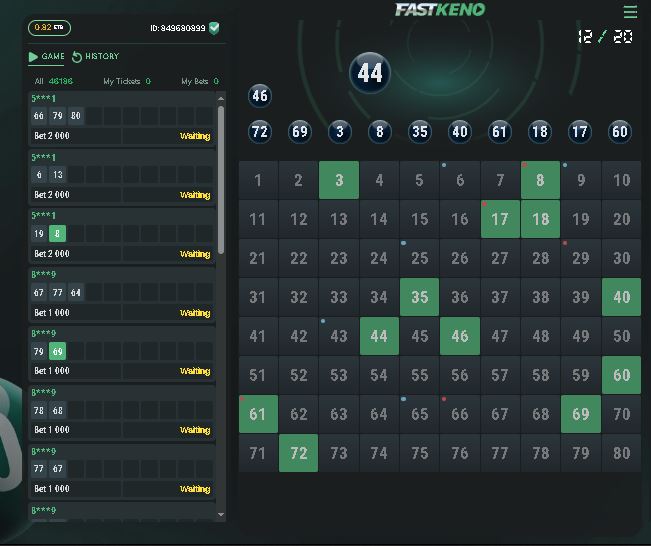 0.82 ETB
ID:849680899
FASTKENO
12 / 20
GAME HISTORY
All 46186 My Tickets 0 My Bets 0
5***1
66 79 80
Bet 2 000 Waiting
5***1
6 13
Bet 2 000 Waiting
5***1
19 8
Bet 2 000 Waiting
8***9
67 77 64
Bet 1 000 Waiting
8***9
79 69
Bet 1 000 Waiting
8***9
78 68
Bet 1 000 Waiting
8***9
77 67
Bet 1 000 Waiting
8***9
44
46
72 69 3 8 35 40 61 18 17 60
1 2 3 4 5 6 7 8 9 10
11 12 13 14 15 16 17 18 19 20
21 22 23 24 25 26 27 28 29 30
31 32 33 34 35 36 37 38 39 40
41 42 43 44 45 46 47 48 49 50
51 52 53 54 55 56 57 58 59 60
61 62 63 64 65 66 67 68 69 70
71 72 73 74 75 76 77 78 79 80